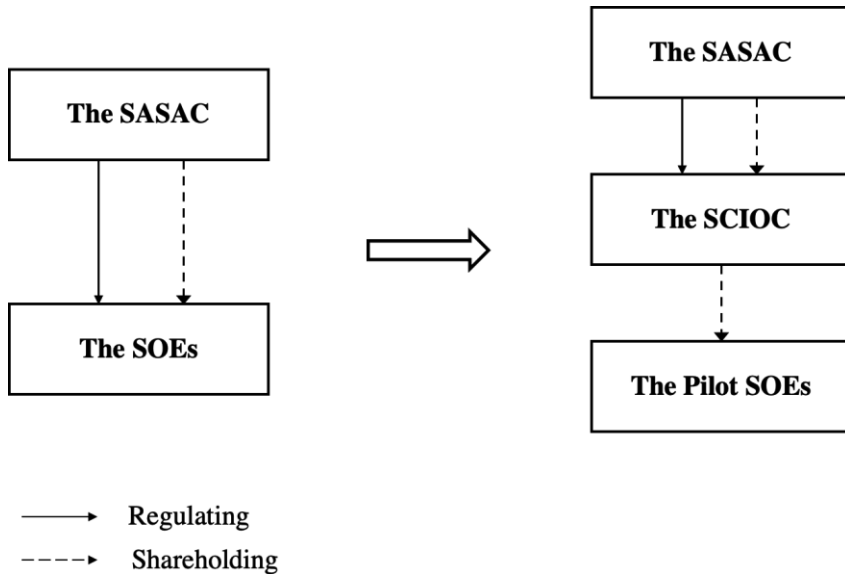 The SASAC
The SOEs
The SASAC
The SCIOC
The Pilot SOEs
Regulating
Shareholding